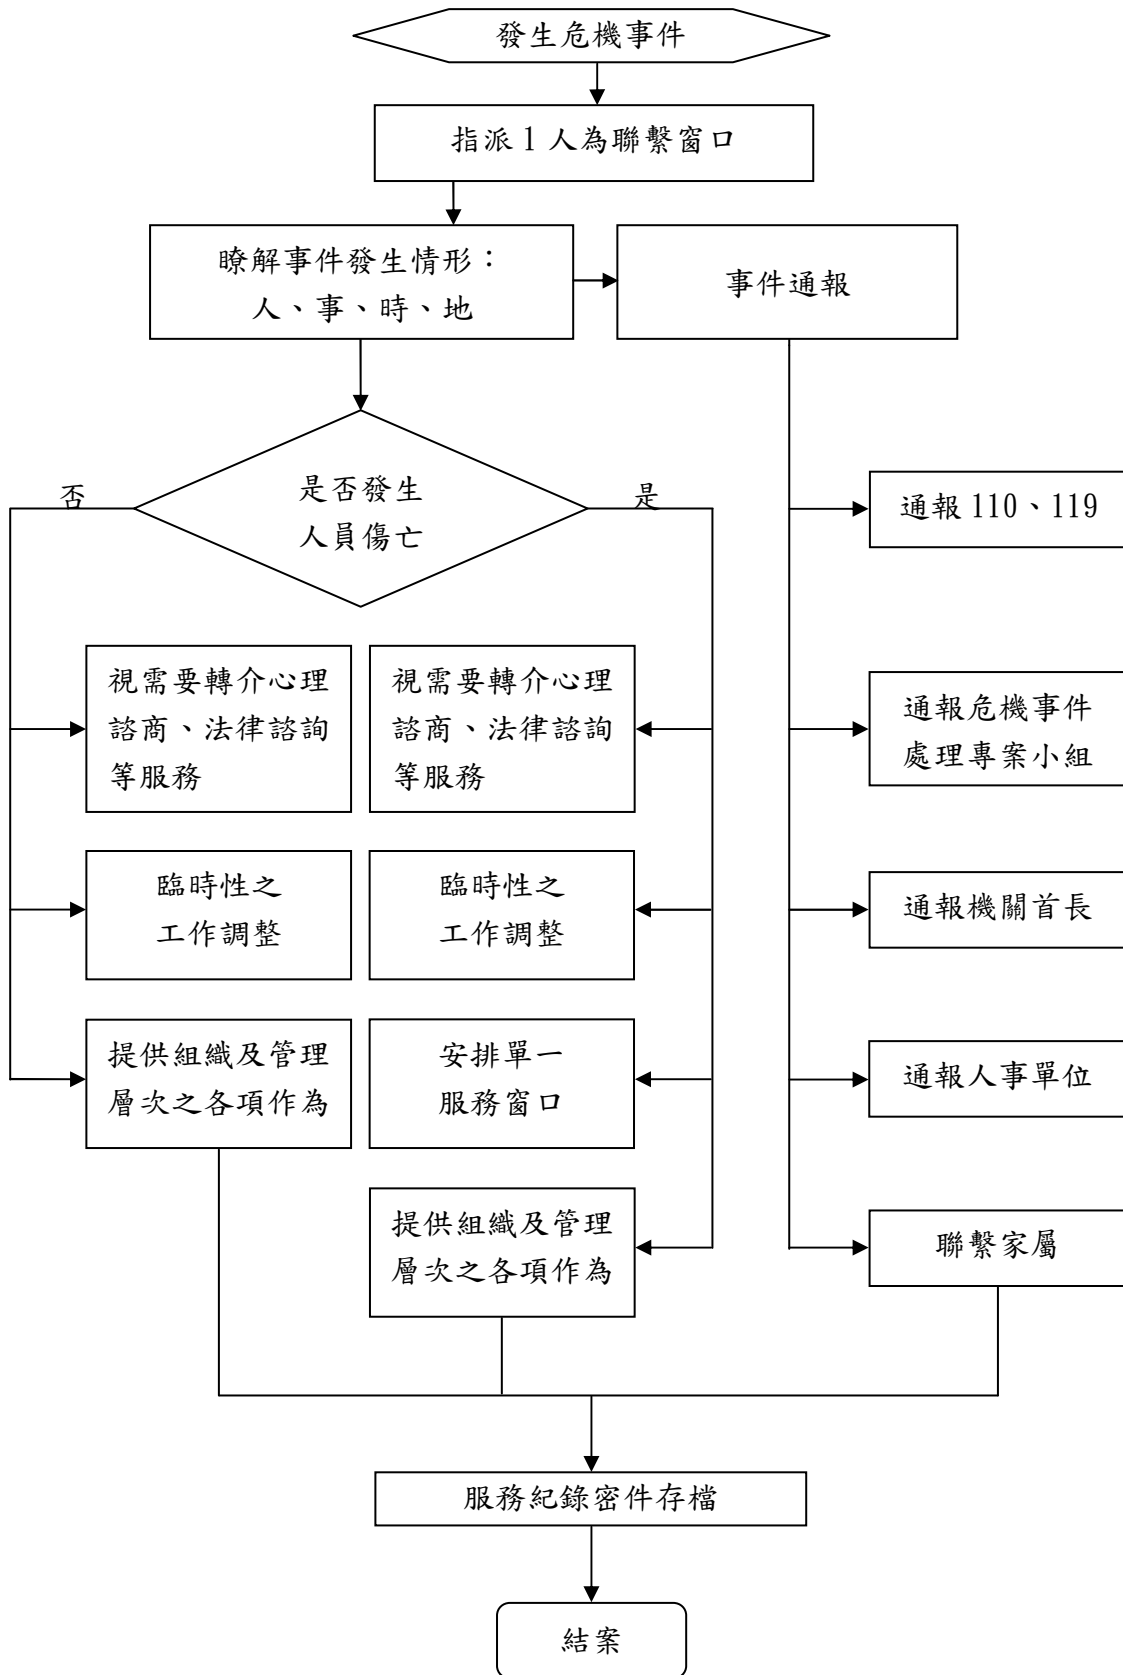 發生危機事件
指派1人為聯繫窗口
瞭解事件發生情形：
人、事、時、地
事件通報
是否發生
人員傷亡
否
是
通報110、119
視需要轉介心理
諮商、法律諮詢
等服務
視需要轉介心理
諮商、法律諮詢
等服務
通報危機事件
處理專案小組
臨時性之
工作調整
臨時性之
工作調整
通報機關首長
提供組織及管理
層次之各項作為
安排單一
服務窗口
通報人事單位
提供組織及管理
層次之各項作為
聯繫家屬
服務紀錄密件存檔
結案